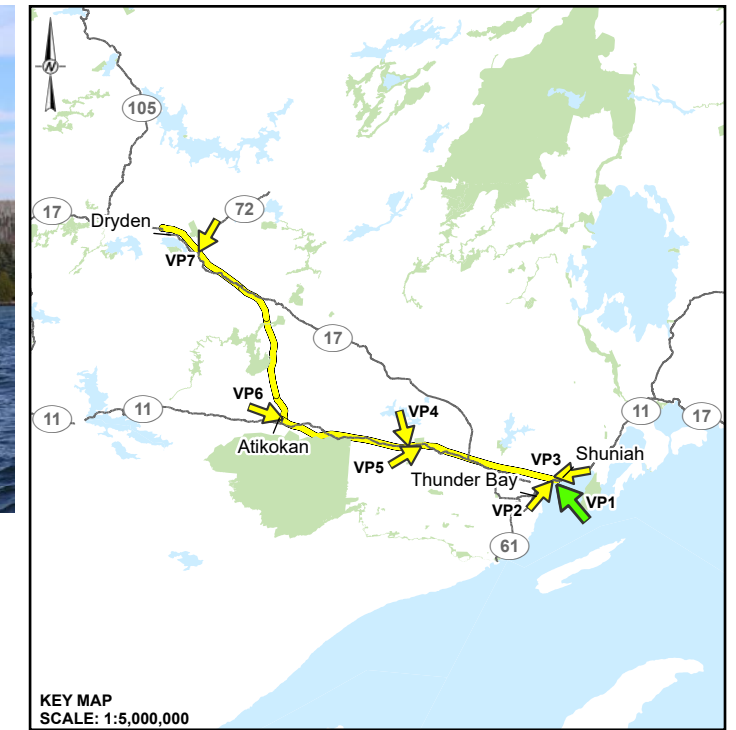 N
105
17
Dryden
72
VP7
17
VP6
VP4
11
11
11
17
Atikokan
VP5
VP3
Shuniah
Thunder Bay
VP1
VP2
61
KEY MAP
SCALE: 1:5,000,000